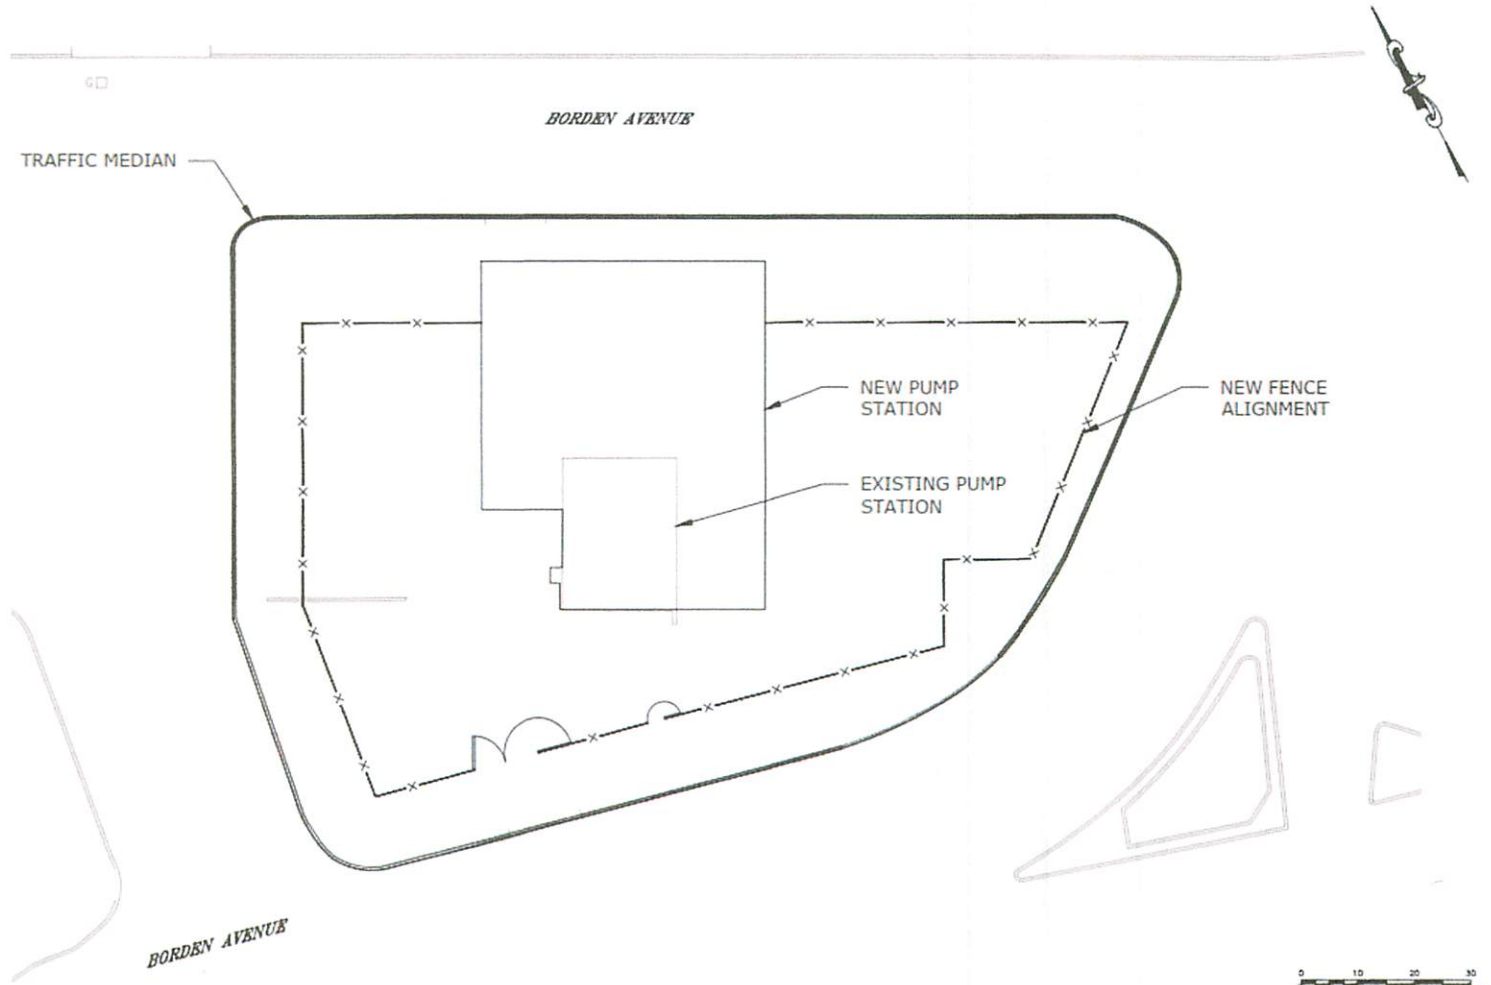 G
BORDEN AVENUE
TRAFFIC MEDIAN
NEW PUMP
STATION
NEW FENCE
ALIGNMENT
EXISTING PUMP
STATION
BORDEN AVENUE
0 10 20 30